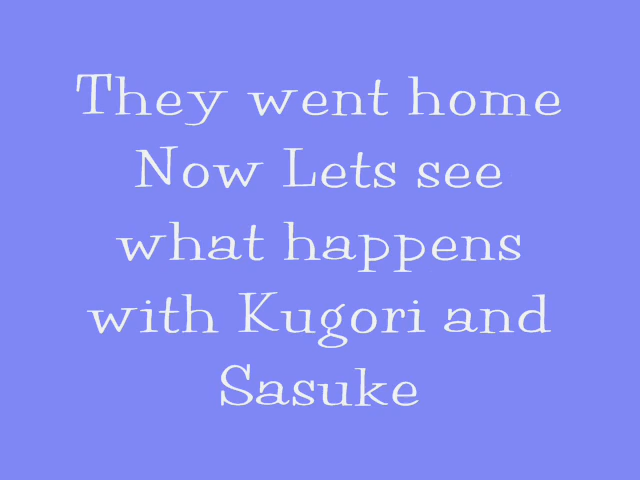 They went home
Now Lets see
what happens
with Kugori and
Sasuke